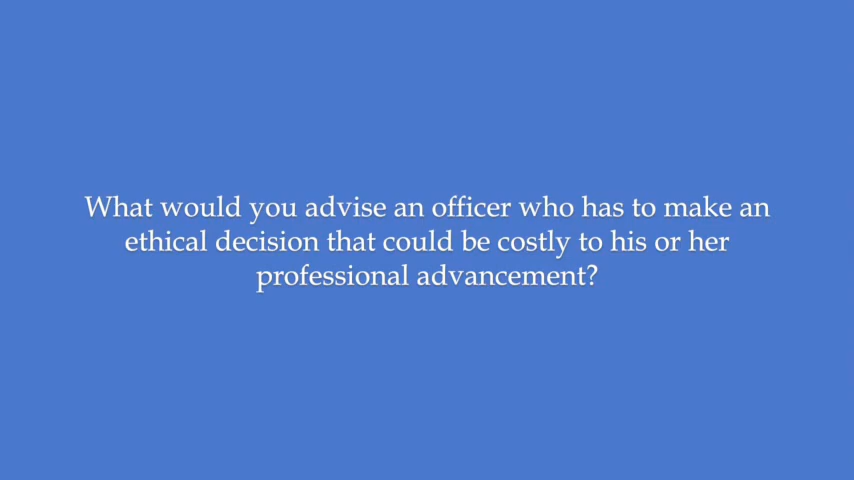 What would you advise an officer who has to make an
ethical decision that could be costly to his or her
professional advancement?